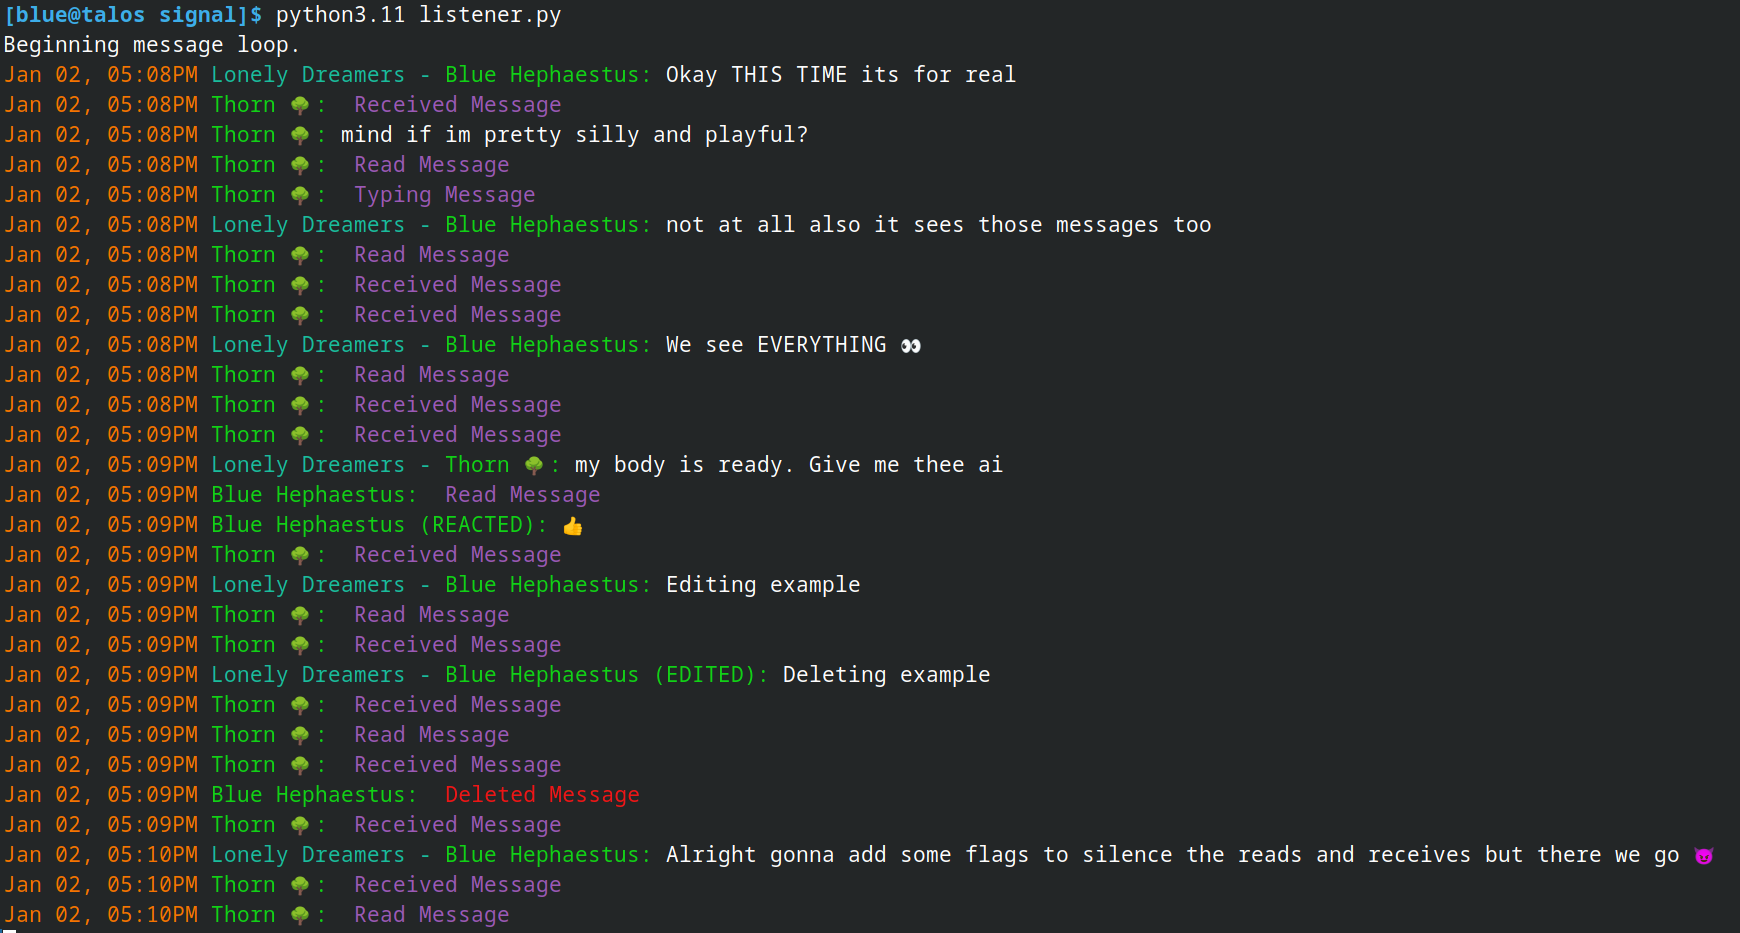 [blue@talos signal]$ python3.11 listener.py
Beginning message loop.
Jan 02, 05:08PM Lonely Dreamers - Blue Hephaestus: Okay THIS TIME its for real
Jan 02, 05:08PM Thorn 🌳: Received Message
Jan 02, 05:08PM Thorn 🌳: mind if im pretty silly and playful?
Jan 02, 05:08PM Thorn 🌳: Read Message
Jan 02, 05:08PM Thorn 🌳: Typing Message
Jan 02, 05:08PM Lonely Dreamers - Blue Hephaestus: not at all also it sees those messages too
Jan 02, 05:08PM Thorn 🌳: Read Message
Jan 02, 05:08PM Thorn 🌳: Received Message
Jan 02, 05:08PM Thorn 🌳: Received Message
Jan 02, 05:08PM Lonely Dreamers - Blue Hephaestus: We see EVERYTHING 👀
Jan 02, 05:08PM Thorn 🌳: Read Message
Jan 02, 05:08PM Thorn 🌳: Received Message
Jan 02, 05:09PM Thorn 🌳: Received Message
Jan 02, 05:09PM Lonely Dreamers - Thorn 🌳: my body is ready. Give me thee ai
Jan 02, 05:09PM Blue Hephaestus: Read Message
Jan 02, 05:09PM Blue Hephaestus (REACTED): 👍
Jan 02, 05:09PM Thorn 🌳: Received Message
Jan 02, 05:09PM Lonely Dreamers - Blue Hephaestus: Editing example
Jan 02, 05:09PM Thorn 🌳: Read Message
Jan 02, 05:09PM Thorn 🌳: Received Message
Jan 02, 05:09PM Lonely Dreamers - Blue Hephaestus (EDITED): Deleting example
Jan 02, 05:09PM Thorn 🌳: Received Message
Jan 02, 05:09PM Thorn 🌳: Read Message
Jan 02, 05:09PM Thorn 🌳: Received Message
Jan 02, 05:09PM Blue Hephaestus: Deleted Message
Jan 02, 05:09PM Thorn 🌳: Received Message
Jan 02, 05:10PM Lonely Dreamers - Blue Hephaestus: Alright gonna add some flags to silence the reads and receives but there we go 😈
Jan 02, 05:10PM Thorn 🌳: Received Message
Jan 02, 05:10PM Thorn 🌳: Read Message